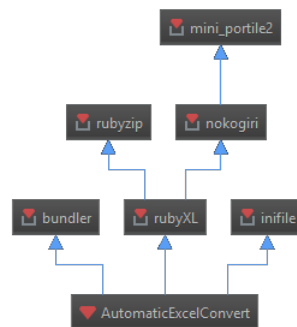 mini_portile2
rubyzip
nokogiri
bundler
rubyXL
inifile
AutomaticExcelConvert